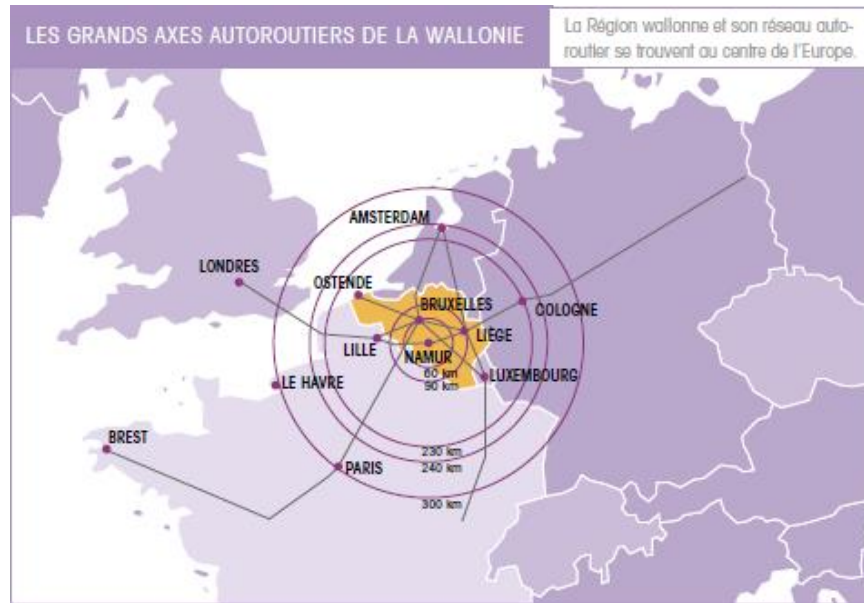 LES GRANDS AXES AUTOROUTIERS DE LA WALLONIE
La Région wallonne et son réseau auto-
routier se trouvent au centre de l'Europe.
AMSTERDAM
LONDRES
OSTENDE
BRUXELLES
COLOGNE
LIÈGE
LILLE
NAMUR
60 km
LUXEMBOURG
LE HAVRE
90 km
BREST
230 km
PARIS
240 km
300 km